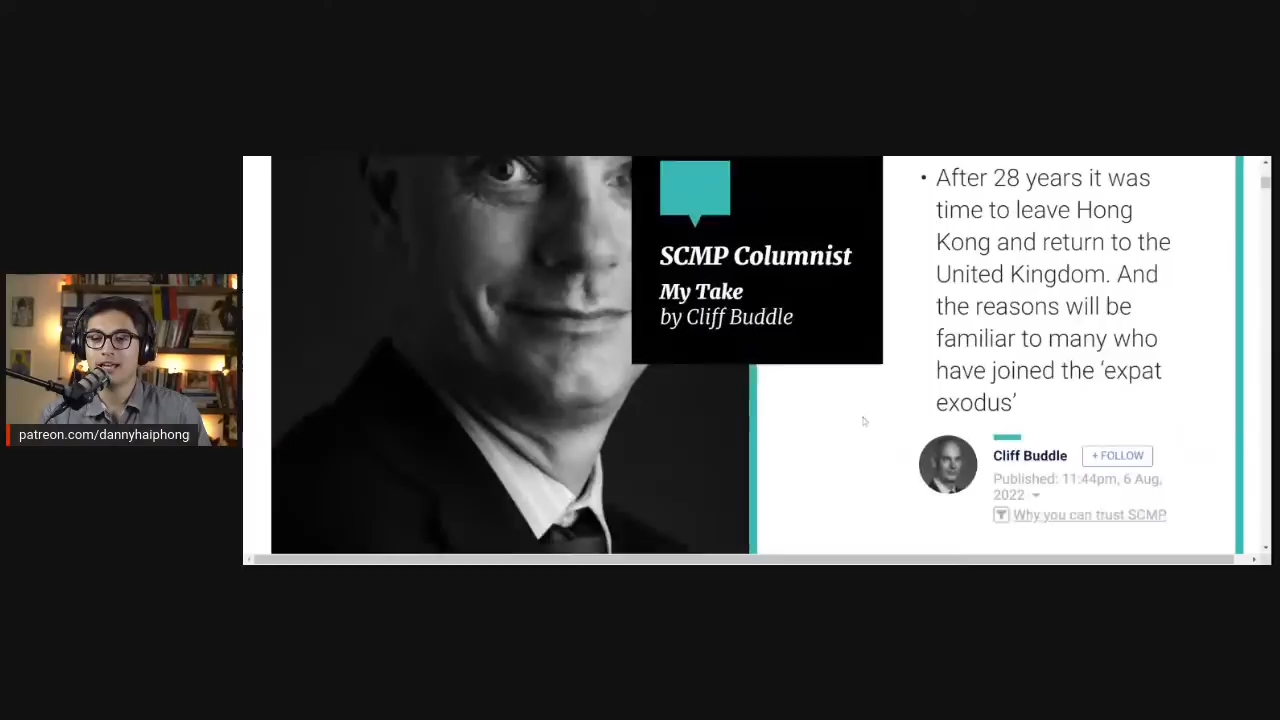 patreon.com/dannyhaiphong
SCMP Columnist
My Take
by Cliff Buddle
• After 28 years it was
time to leave Hong
Kong and return to the
United Kingdom. And
the reasons will be
familiar to many who
have joined the ‘expat
exodus’
Cliff Buddle
+ FOLLOW
Published: 11:44pm, 6 Aug,
2022
Why you can trust SCMP